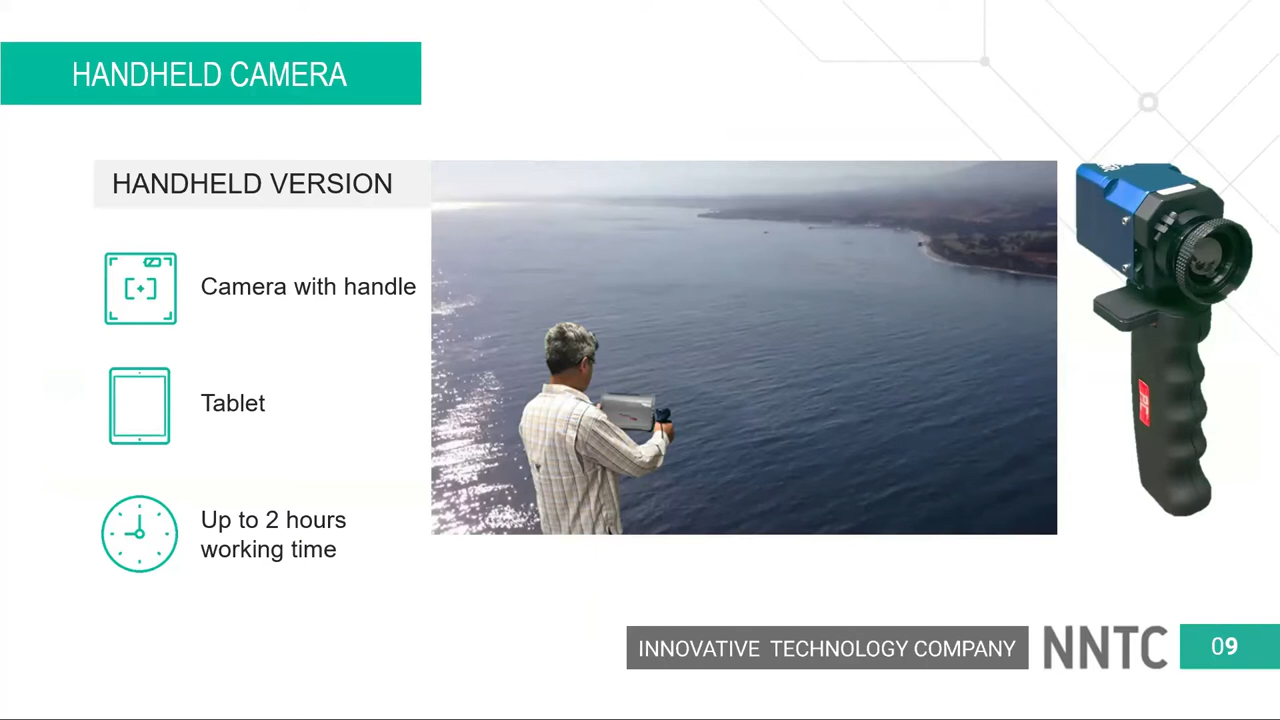 HANDHELD CAMERA
HANDHELD VERSION
Camera with handle
Tablet
Up to 2 hours
working time
INNOVATIVE TECHNOLOGY COMPANY
NNTC
09